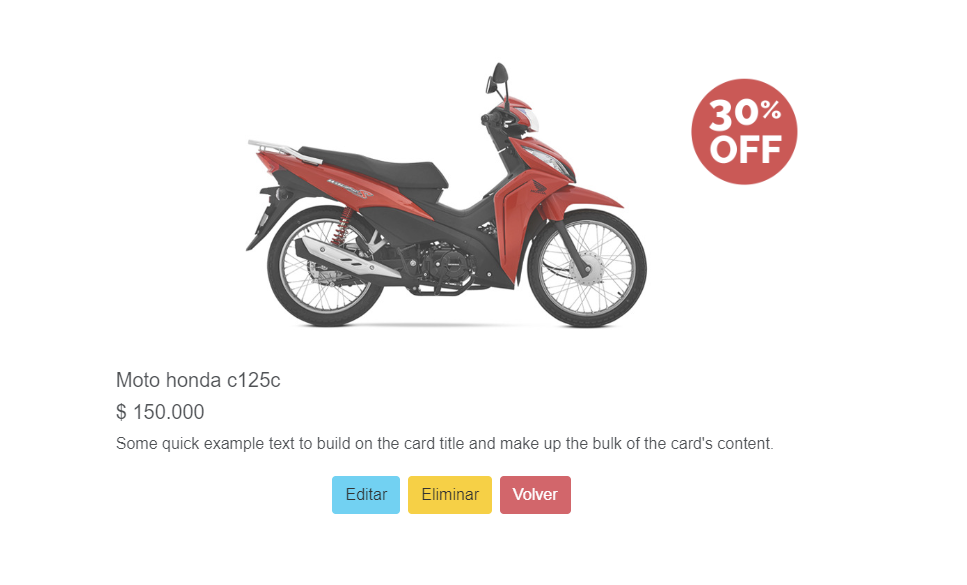 30%
OFF
Moto honda c125c
$ 150.000
Some quick example text to build on the card title and make up the bulk of the card's content.
Editar
Eliminar
Volver